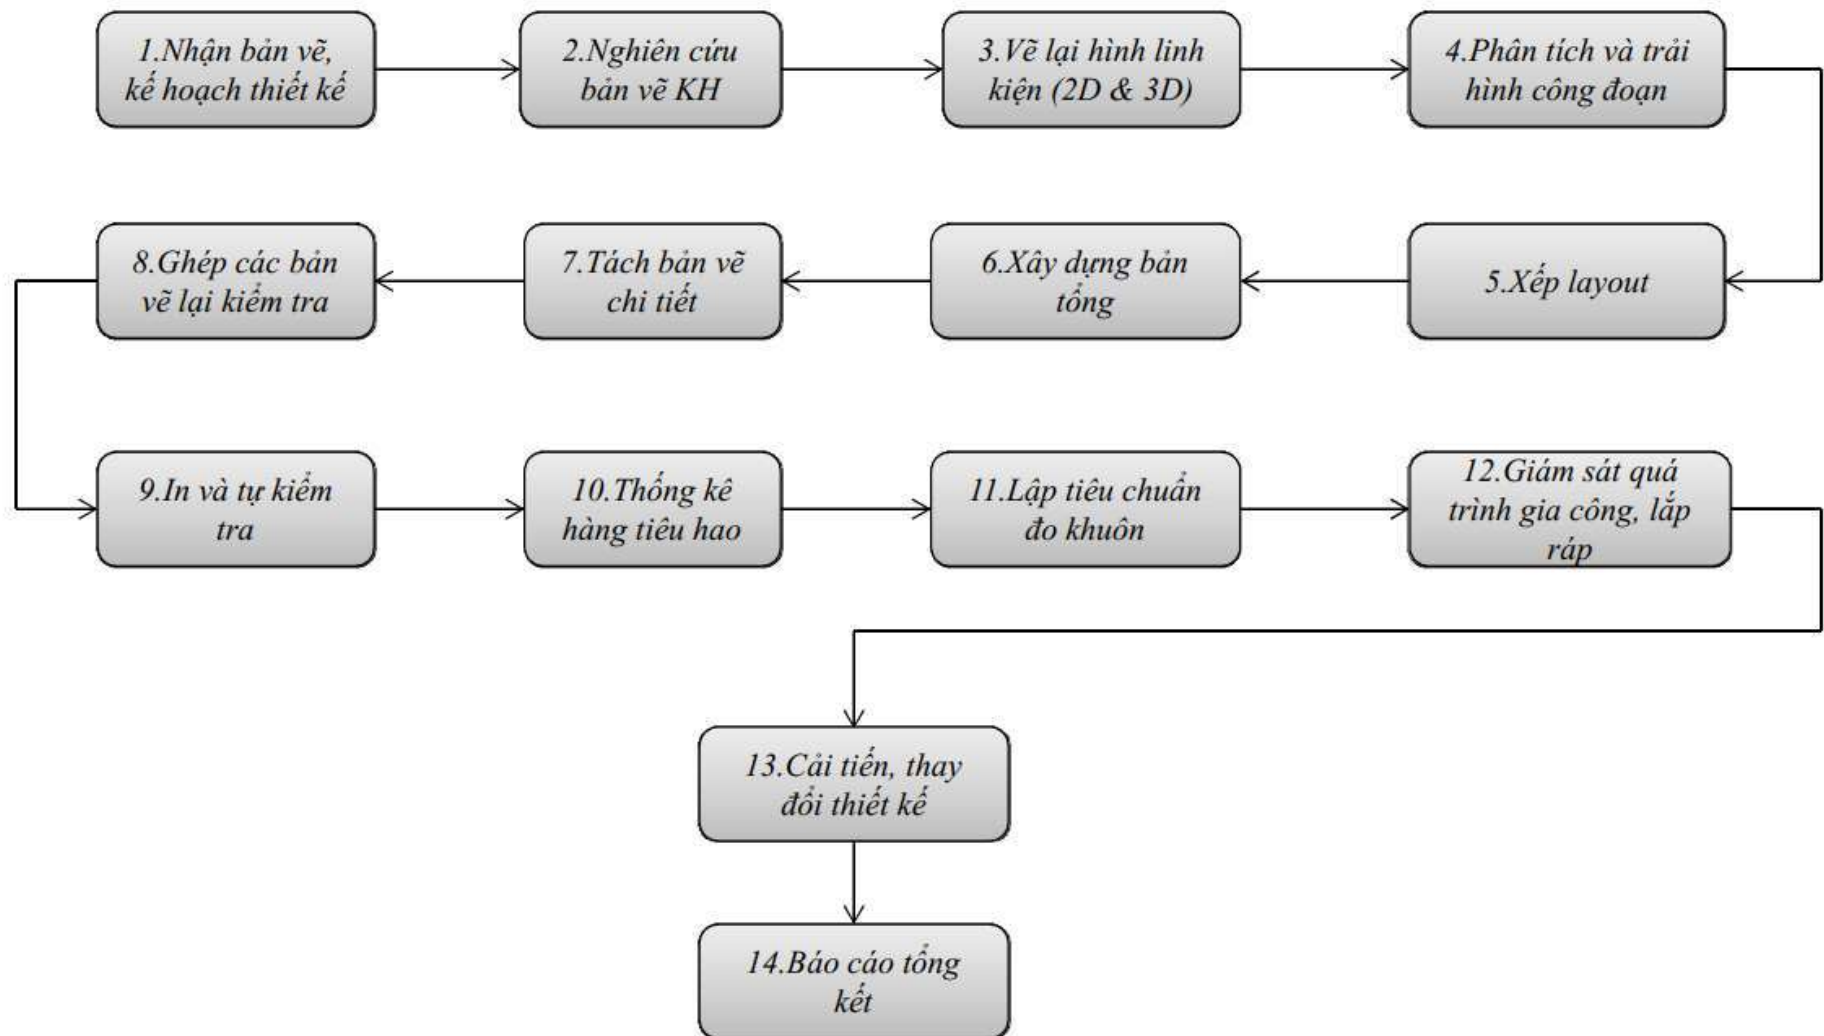 1.Nhận bản vẽ,
kế hoạch thiết kế
2.Nghiên cứu
bản vẽ KH
3.Vẽ lại hình linh
kiện (2D & 3D)
4.Phân tích và trải
hình công đoạn
5.Xếp layout
6.Xây dựng bản
tổng
7.Tách bản vẽ
chi tiết
8.Ghép các bản
vẽ lại kiểm tra
9.In và tự kiểm
tra
10.Thống kê
hàng tiêu hao
11.Lập tiêu chuẩn
đo khuôn
12.Giám sát quá
trình gia công, lắp
ráp
13.Cải tiến, thay
đổi thiết kế
14.Báo cáo tổng
kết